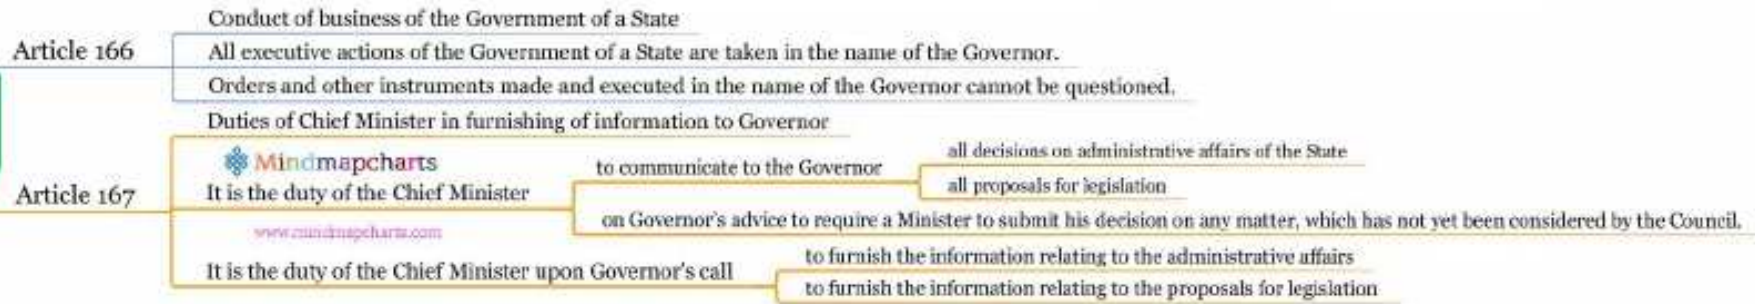 Conduct of business of the Government of a State
Article 166
All executive actions of the Government of a State are taken in the name of the Governor.
Orders and other instruments made and executed in the name of the Governor cannot be questioned.
Duties of Chief Minister in furnishing of information to Governor
Mindmapcharts
Article 167
It is the duty of the Chief Minister
to communicate to the Governor
all decisions on administrative affairs of the State
all proposals for legislation
on Governor's advice to require a Minister to submit his decision on any matter, which has not yet been considered by the Council.
www.mindmapcharts.com
It is the duty of the Chief Minister upon Governor's call
to furnish the information relating to the administrative affairs
to furnish the information relating to the proposals for legislation